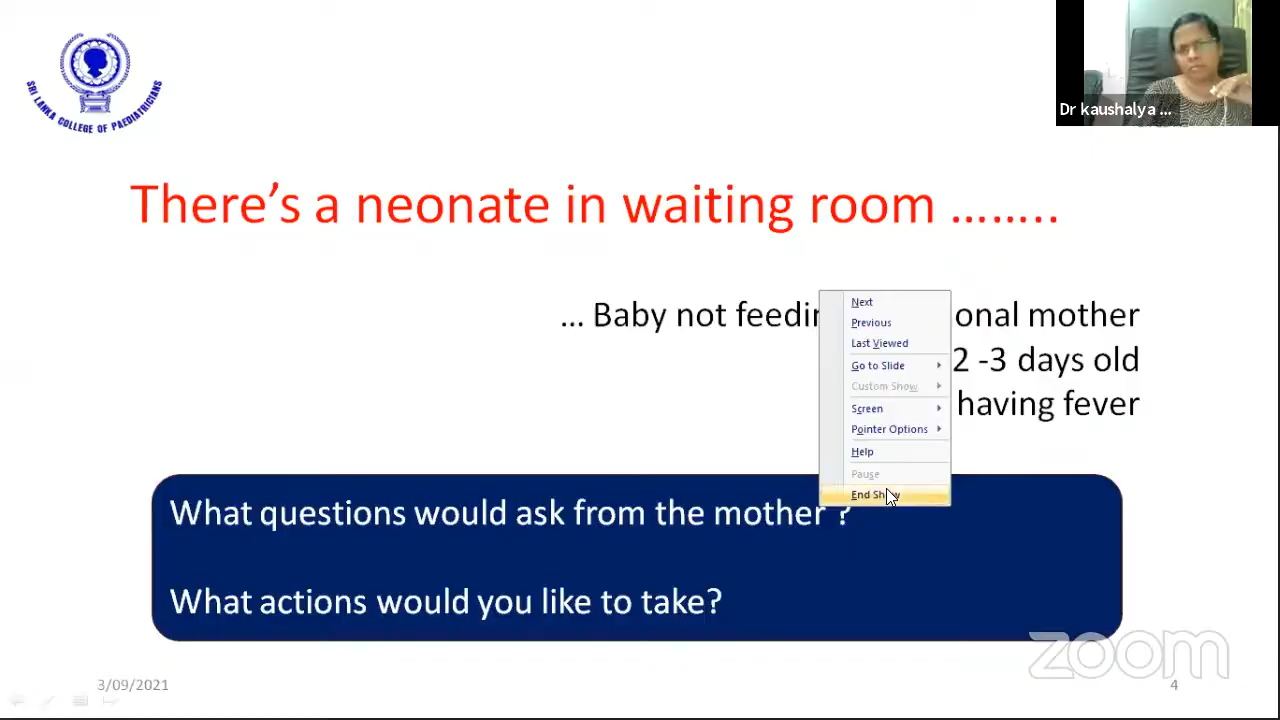 SRI LANKA COLLEGE OF PAEDIATRICIANS
Dr kaushalya ...
There’s a neonate in waiting room ……..
... Baby not feedin onal mother
2 -3 days old
having fever
Next
Previous
Last Viewed
Go to Slide
Custom Show
Screen
Pointer Options
Help
Pause
End Show
What questions would ask from the mother ?
What actions would you like to take?
zoom
3/09/2021
4